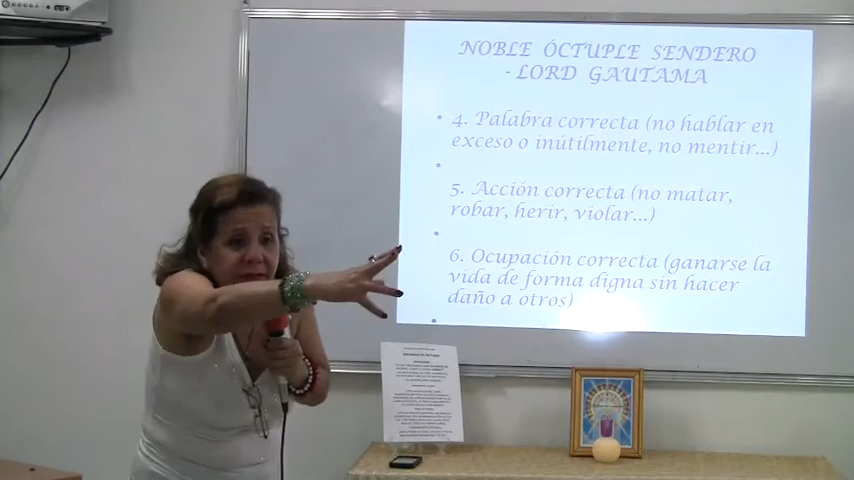 NOBLE ÓCTUPLE SENDERO
- LORD GAUTAMA
• 4. Palabra correcta (no hablar en
exceso o inútilmente, no mentir...)
• 5. Acción correcta (no matar,
robar, herir, violar...)
• 6. Ocupación correcta (ganarse la
vida de forma digna sin hacer
daño a otros)